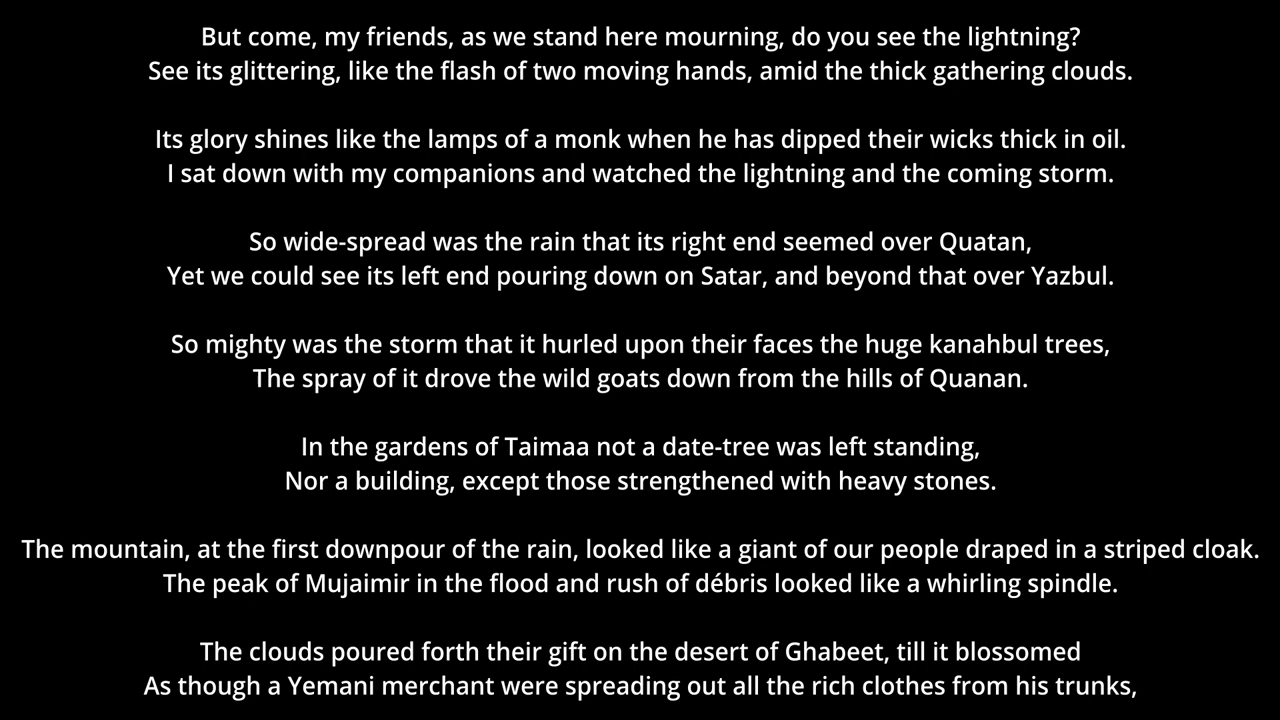 But come, my friends, as we stand here mourning, do you see the lightning?
See its glittering, like the flash of two moving hands, amid the thick gathering clouds.
Its glory shines like the lamps of a monk when he has dipped their wicks thick in oil.
I sat down with my companions and watched the lightning and the coming storm.
So wide-spread was the rain that its right end seemed over Quatan,
Yet we could see its left end pouring down on Satar, and beyond that over Yazbul.
So mighty was the storm that it hurled upon their faces the huge kanahbul trees,
The spray of it drove the wild goats down from the hills of Quanan.
In the gardens of Taimaa not a date-tree was left standing,
Nor a building, except those strengthened with heavy stones.
The mountain, at the first downpour of the rain, looked like a giant of our people draped in a striped cloak.
The peak of Mujaimir in the flood and rush of débris looked like a whirling spindle.
The clouds poured forth their gift on the desert of Ghabeet, till it blossomed
As though a Yemani merchant were spreading out all the rich clothes from his trunks,